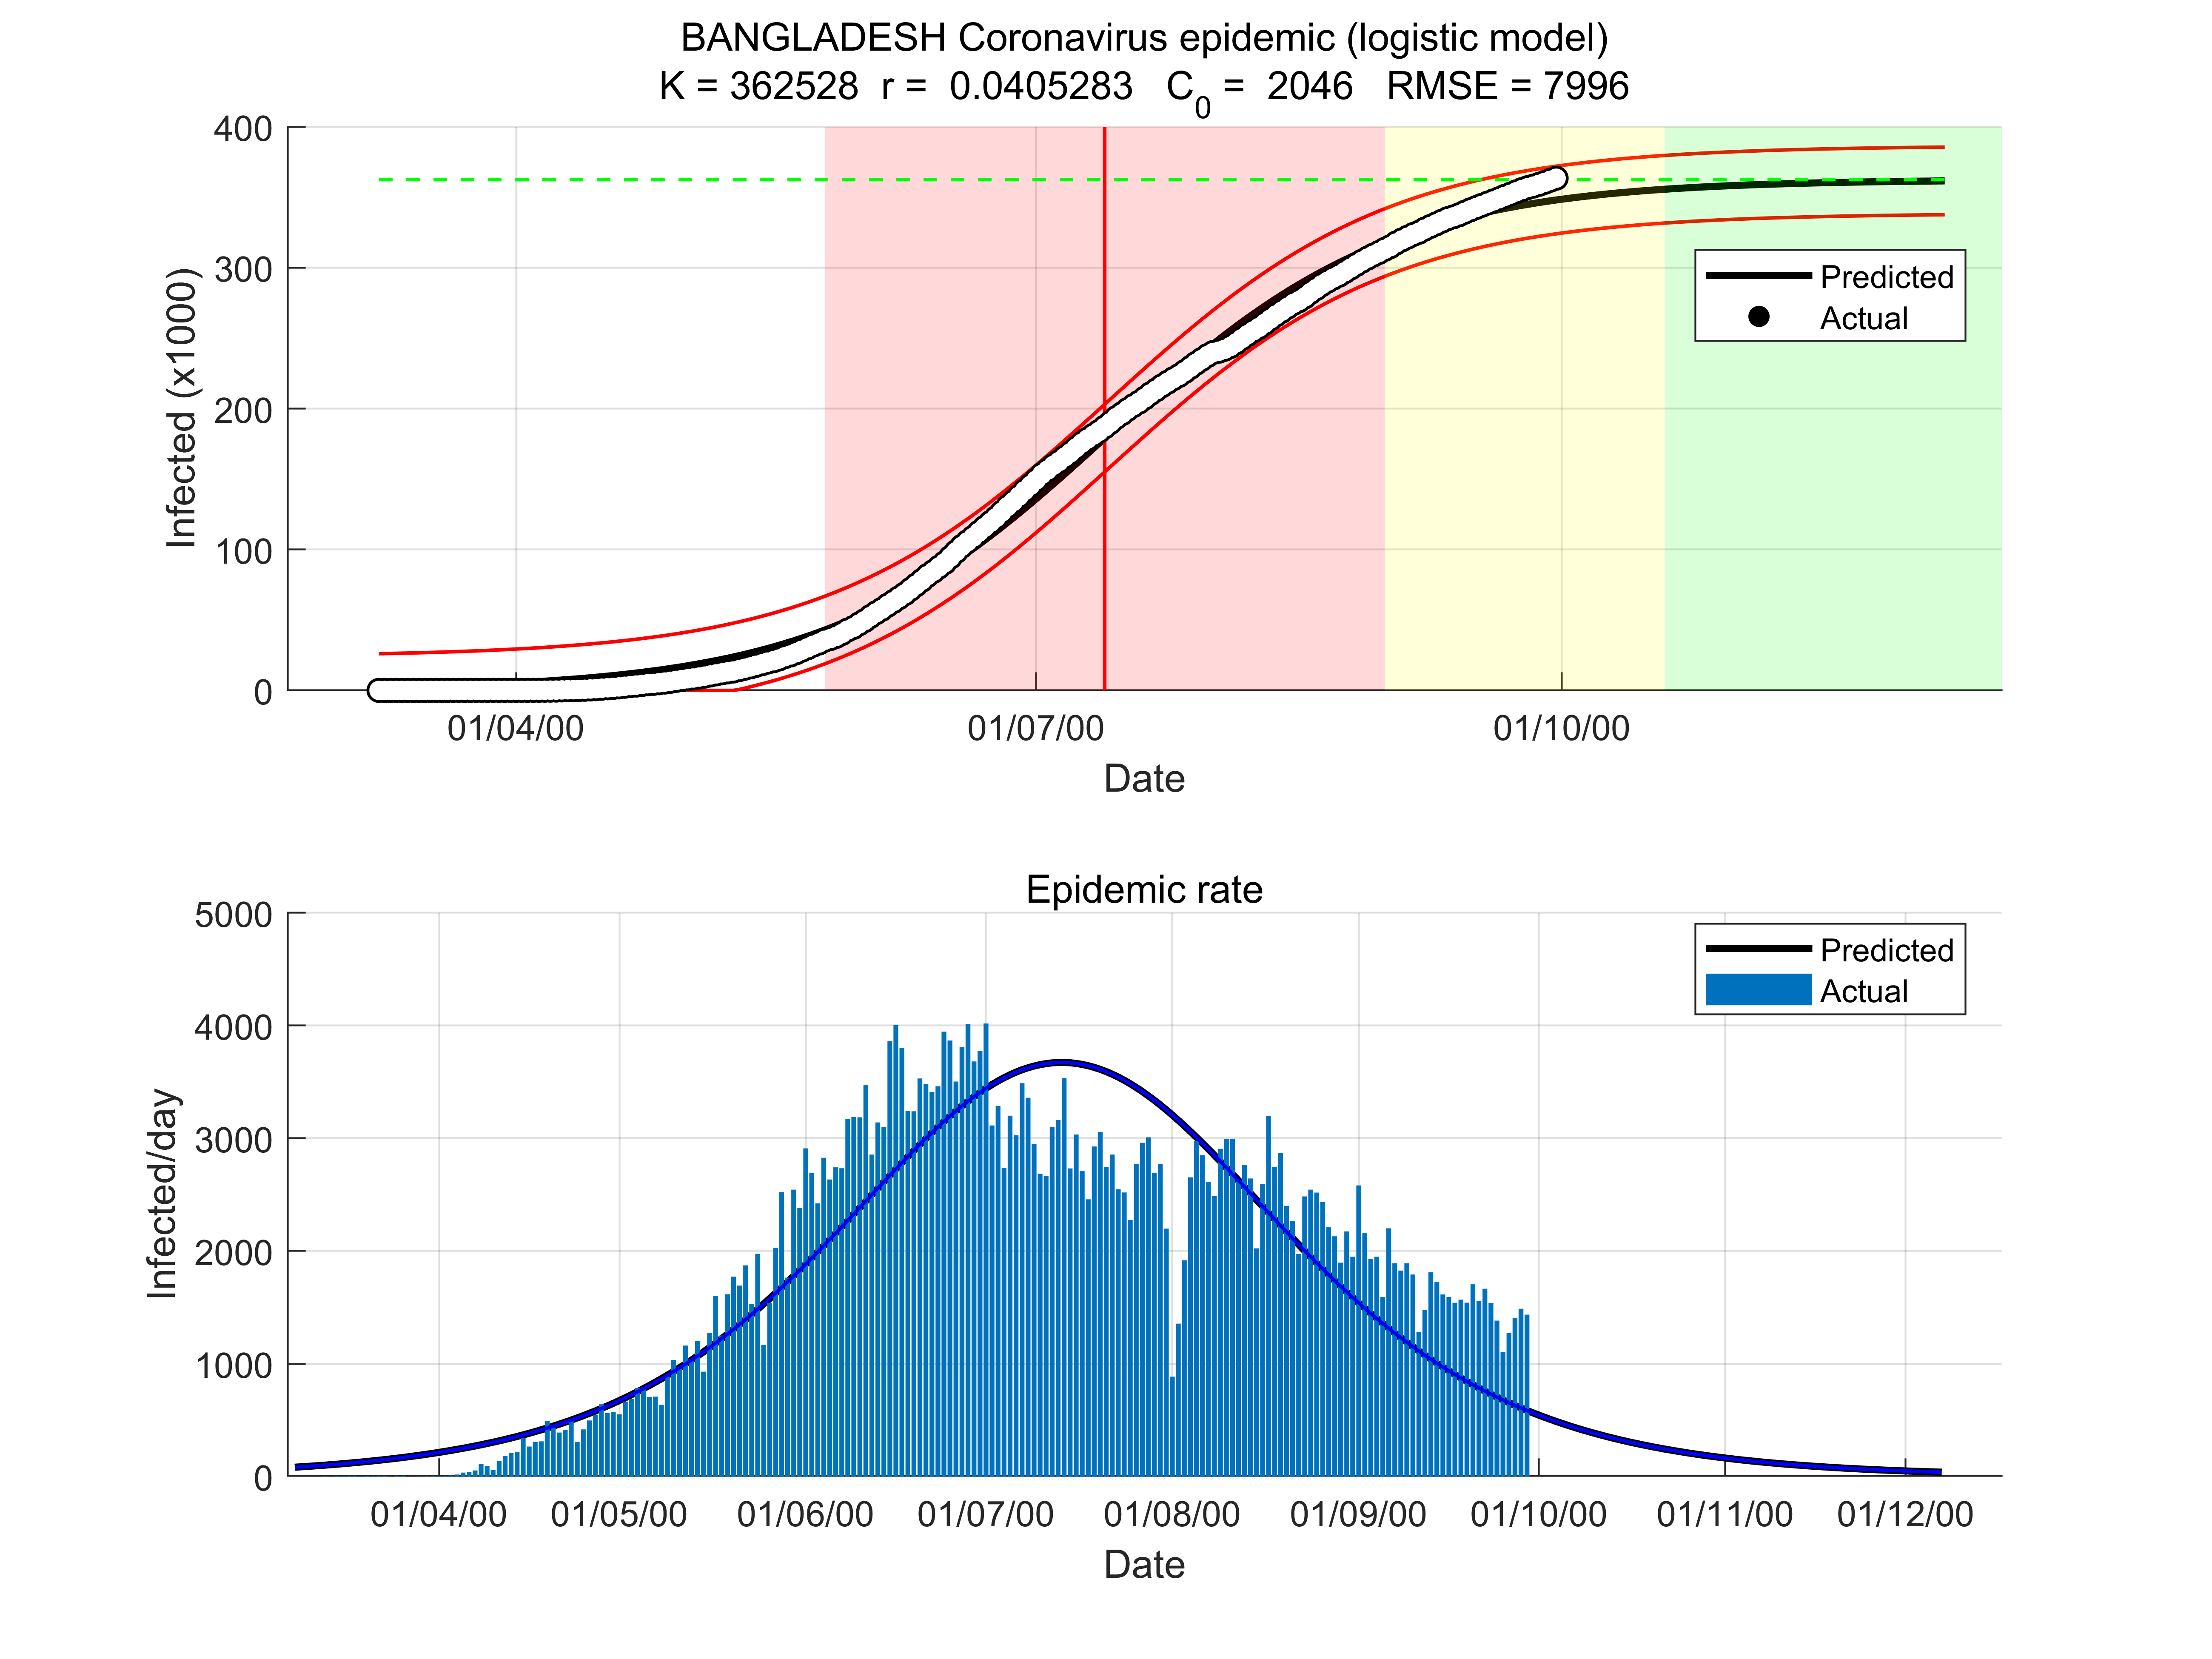 BANGLADESH Coronavirus epidemic (logistic model)
K = 362528 r = 0.0405283 C0 = 2046 RMSE = 7996
400
300
200
100
0
Infected (x1000)
Predicted
Actual
01/04/00 01/07/00 01/10/00
Date
Epidemic rate
5000
4000
3000
2000
1000
0
Infected/day
Predicted
Actual
01/04/00 01/05/00 01/06/00 01/07/00 01/08/00 01/09/00 01/10/00 01/11/00 01/12/00
Date